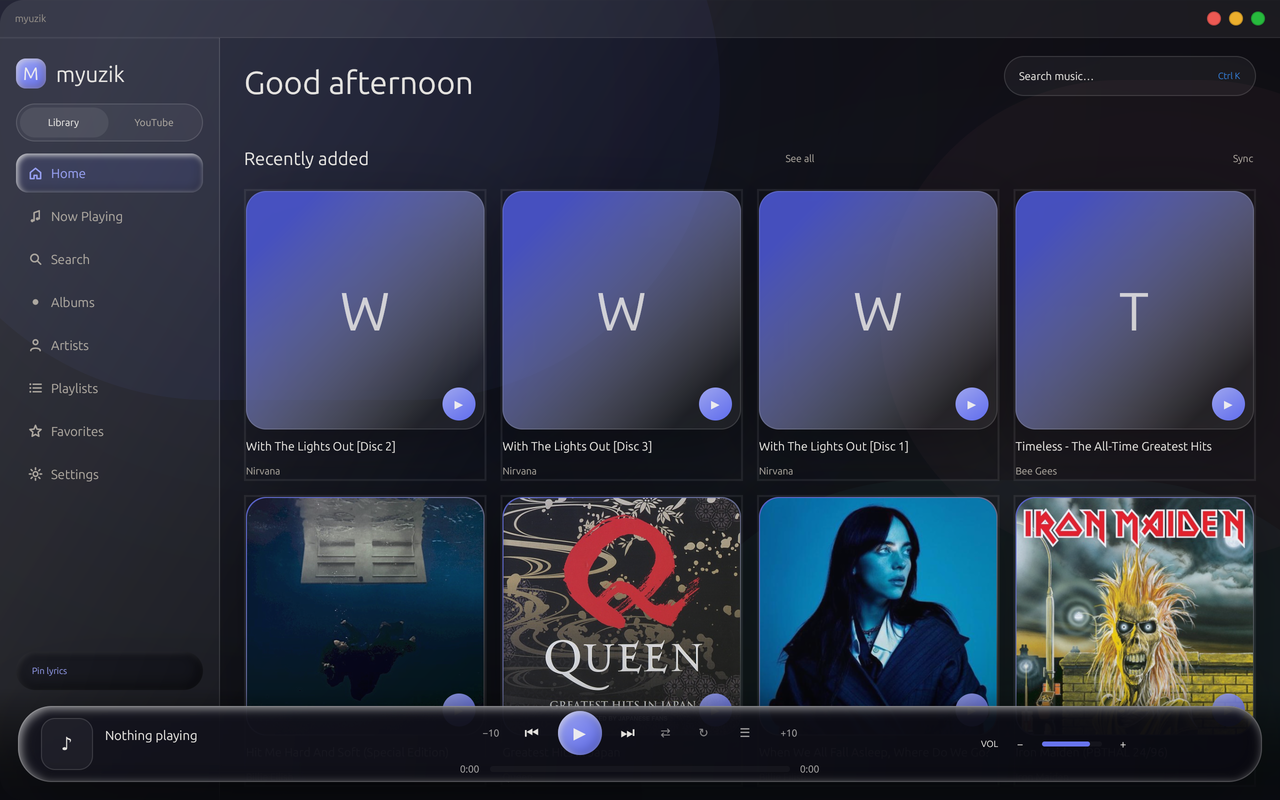 myuzik
M myuzik
Library YouTube
Home
Now Playing
Search
Albums
Artists
Playlists
Favorites
Settings
Pin lyrics
Good afternoon
Search music... Ctrl K
Recently added See all Sync
W W W T
With The Lights Out [Disc 2]
Nirvana
With The Lights Out [Disc 3]
Nirvana
With The Lights Out [Disc 1]
Nirvana
Timeless - The All-Time Greatest Hits
Bee Gees
Q
QUEEN
GREATEST HITS IN JAPAN
IRON MAIDEN
Nothing playing
−10 +10
0:00 0:00
VOL − +